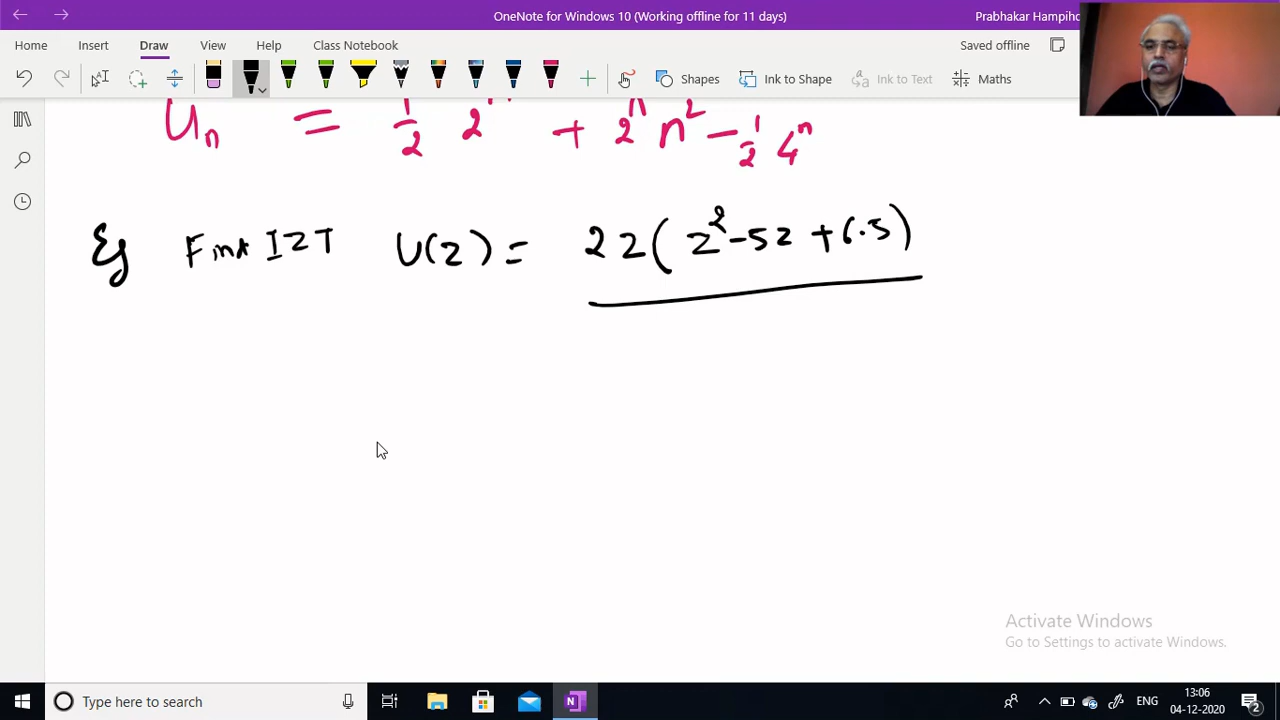 OneNote for Windows 10 (Working offline for 11 days)
Prabhakar Hampiho
Home Insert Draw View Help Class Notebook
Saved offline
Shapes Ink to Shape Ink to Text Maths
Uₙ = 1/2 2ⁿ + 2ⁿ n² - 1/2 4ⁿ
Eg Find IZT U(z) = 2z(z² - 5z + 6.5)
Activate Windows
Go to Settings to activate Windows.
Type here to search
ENG
13:06
04-12-2020
2